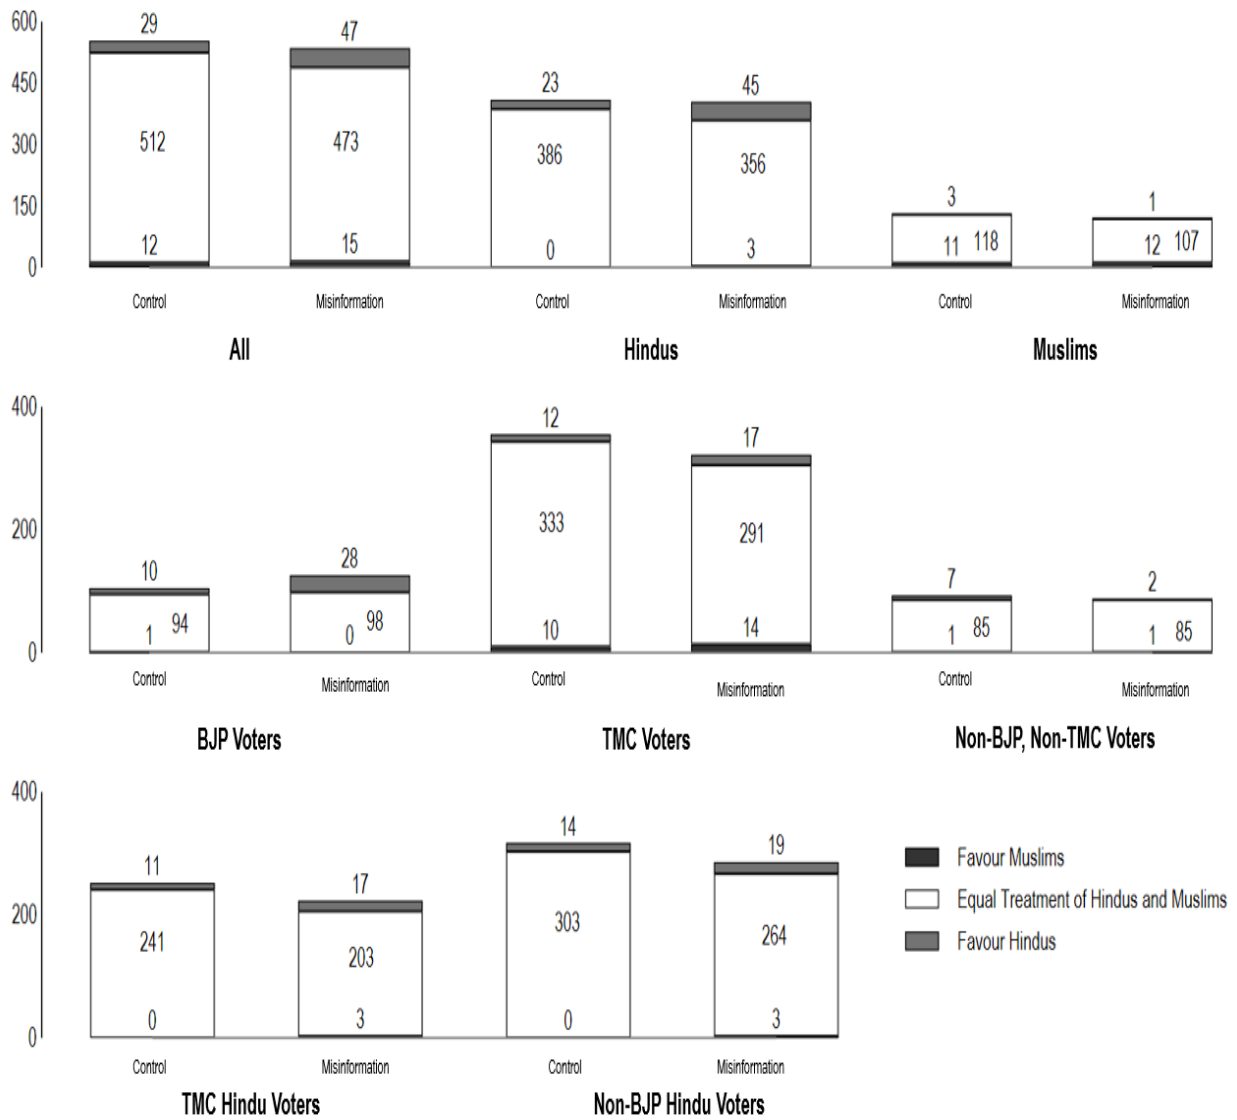 600
450
300
150
0
29
47
23
45
3
1
512
473
386
356
12
15
0
3
11 118
12 107
Control
Misinformation
Control
Misinformation
Control
Misinformation
All
Hindus
Muslims
400
200
0
10
28
12
17
7
2
1 94
0 98
333
291
10
14
1 85
1 85
Control
Misinformation
Control
Misinformation
Control
Misinformation
BJP Voters
TMC Voters
Non-BJP, Non-TMC Voters
400
200
0
11
17
14
19
241
203
303
264
0
3
0
3
Control
Misinformation
Control
Misinformation
TMC Hindu Voters
Non-BJP Hindu Voters
Favour Muslims
Equal Treatment of Hindus and Muslims
Favour Hindus